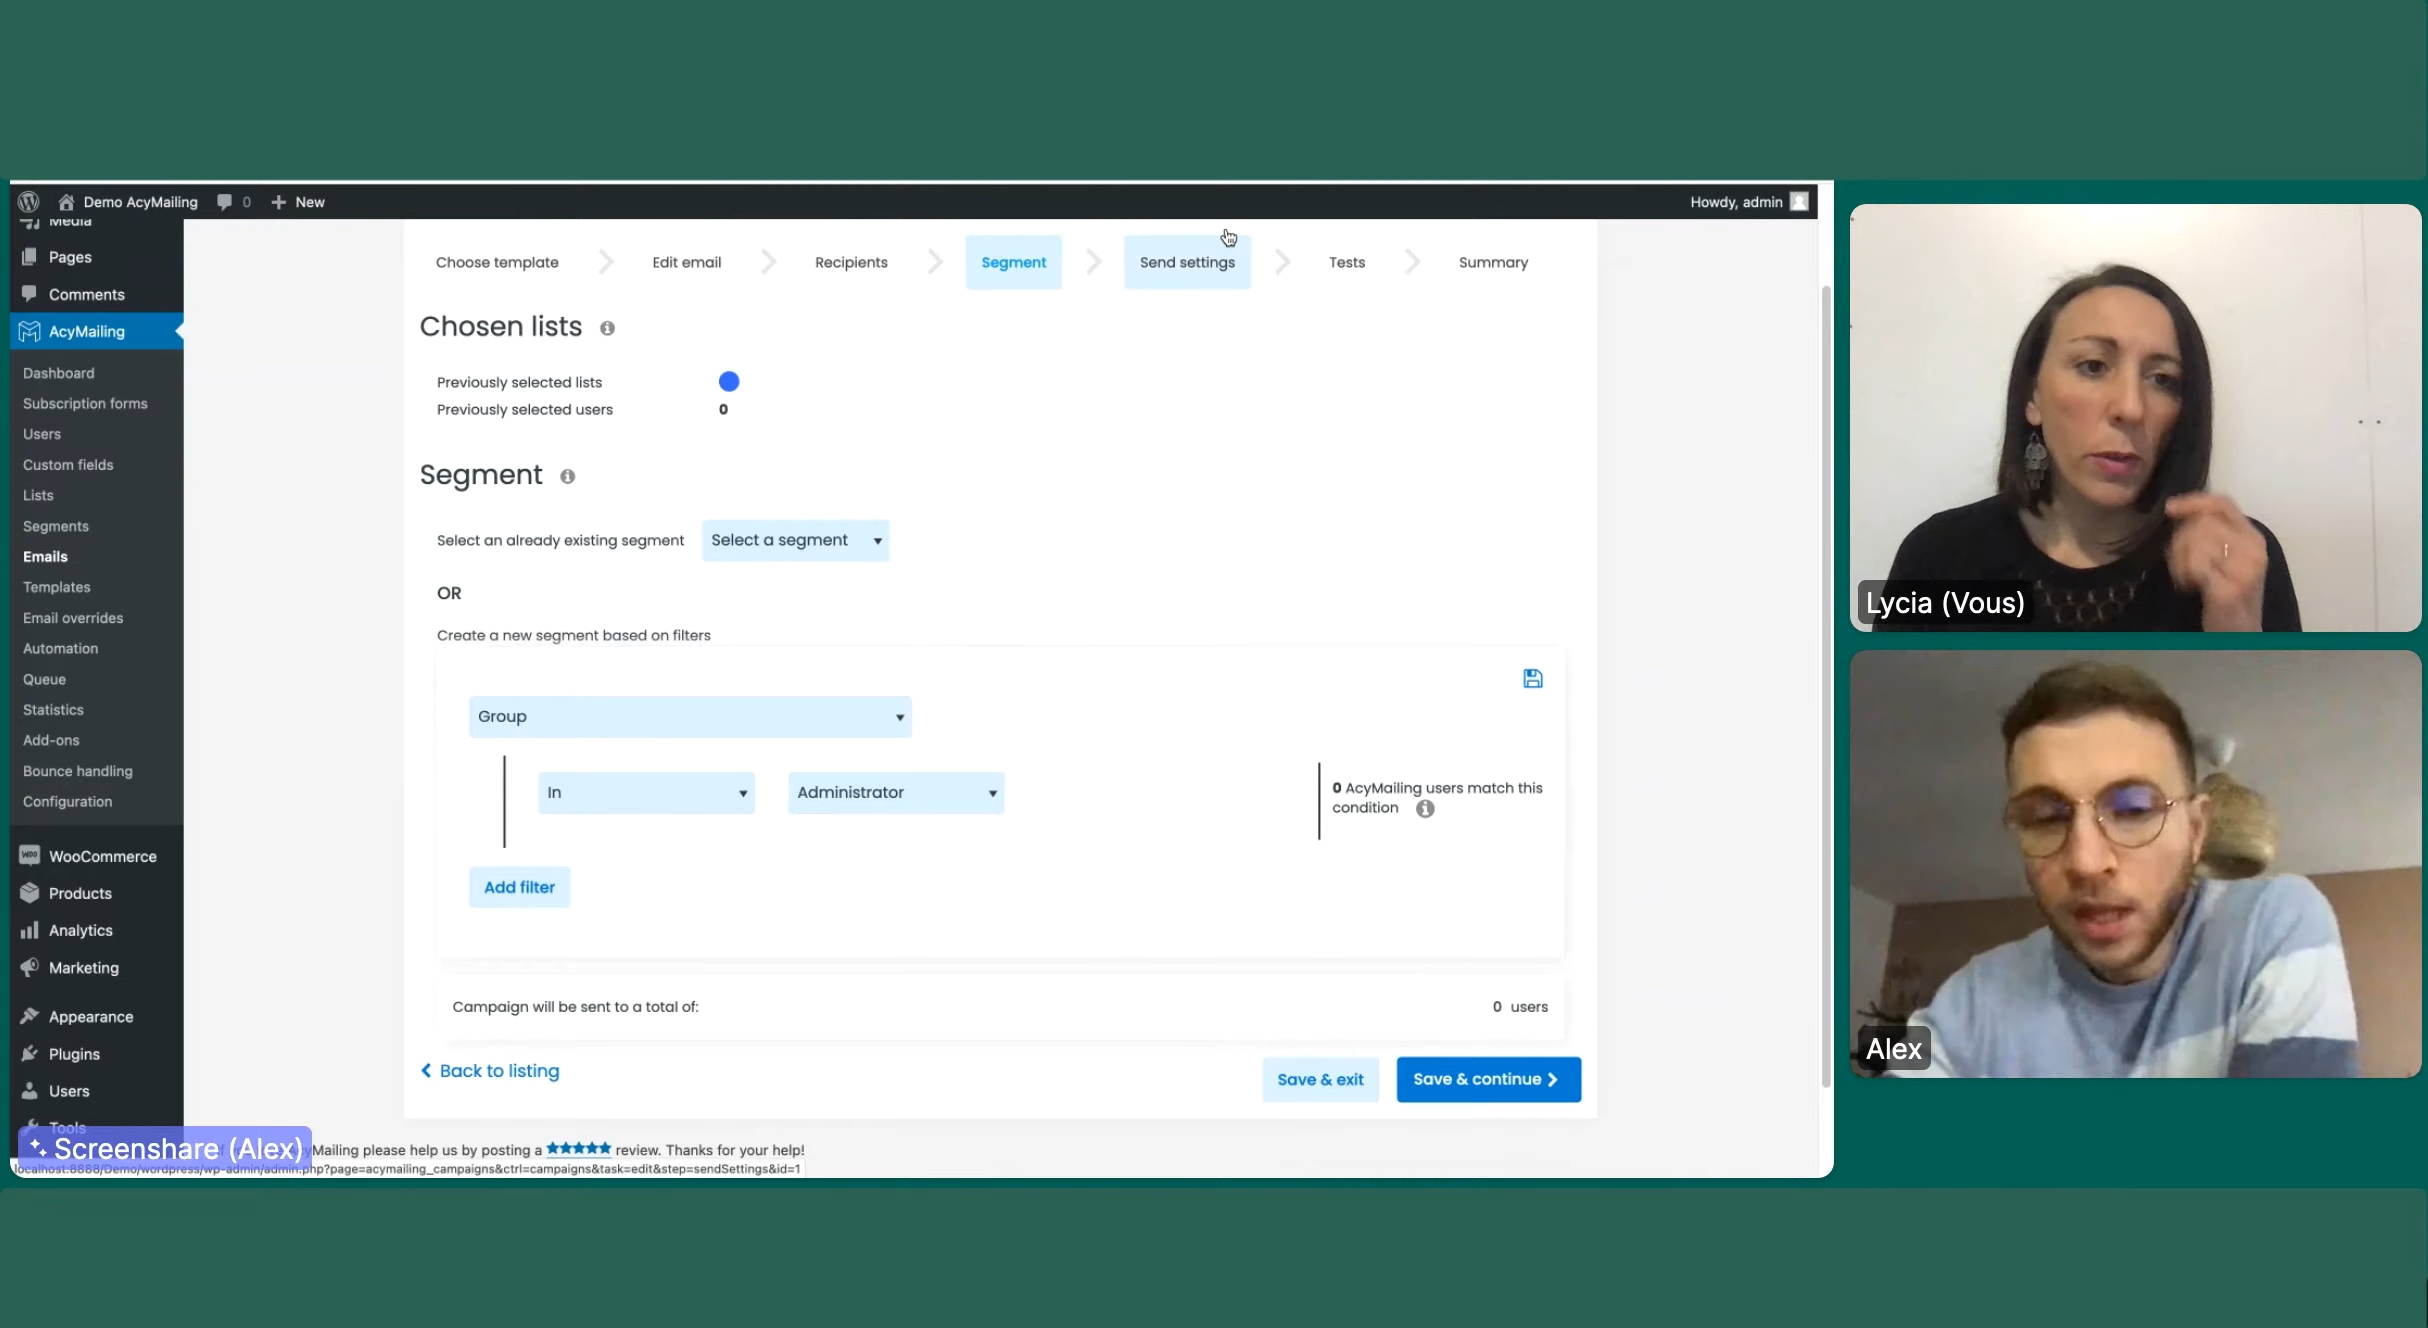 Demo AcyMailing
0
New
Howdy, admin
Media
Pages
Comments
AcyMailing
Dashboard
Subscription forms
Users
Custom fields
Lists
Segments
Emails
Templates
Email overrides
Automation
Queue
Statistics
Add-ons
Bounce handling
Configuration
WooCommerce
Products
Analytics
Marketing
Appearance
Plugins
Users
Tools
Choose template
Edit email
Recipients
Segment
Send settings
Tests
Summary
Chosen lists
Previously selected lists
Previously selected users
0
Segment
Select an already existing segment
Select a segment
OR
Create a new segment based on filters
Group
In
Administrator
0 AcyMailing users match this
condition
Add filter
Campaign will be sent to a total of:
0 users
Back to listing
Save & exit
Save & continue
Mailing please help us by posting a ★★★★★ review. Thanks for your help!
localhost:8888/Demo/wordpress/wp-admin/admin.php?page=acymailing_campaigns&ctrl=campaigns&task=edit&step=sendSettings&id=1
Screenshare (Alex)
Lycia (Vous)
Alex